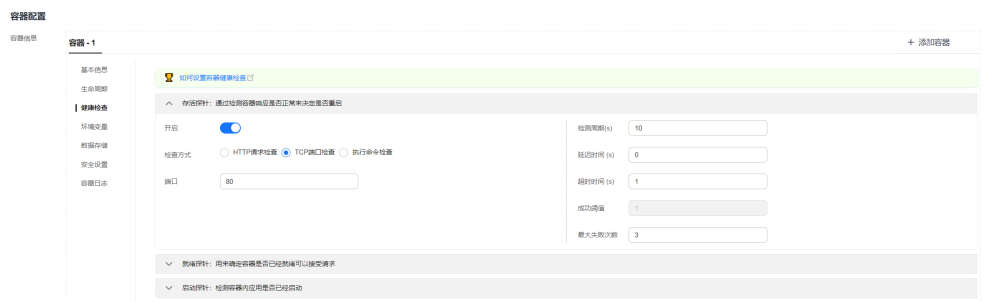 容器配置
容器信息
容器 - 1
+ 添加容器
基本信息
生命周期
健康检查
环境变量
数据存储
安全设置
容器日志
如何设置容器健康检查
存活探针：通过检测容器响应是否正常来决定是否重启
开启
检查方式
HTTP请求检查 TCP端口检查 执行命令检查
端口 80
检测周期(s) 10
延迟时间 (s) 0
超时时间 (s) 1
成功阈值 1
最大失败次数 3
就绪探针：用来确定容器是否已经就绪可以接受请求
启动探针：检测容器内应用是否已经启动